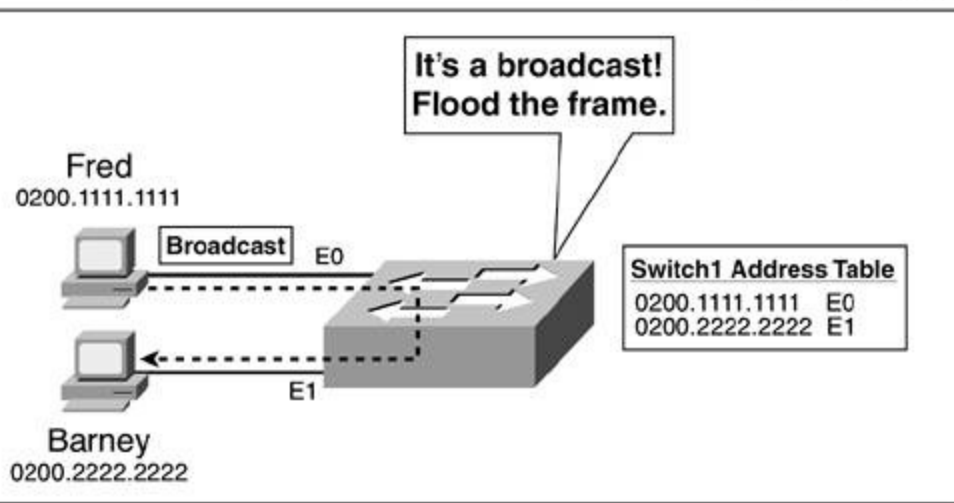 It's a broadcast!
Flood the frame.
Fred
0200.1111.1111
Broadcast
E0
Switch1 Address Table
0200.1111.1111 E0
0200.2222.2222 E1
E1
Barney
0200.2222.2222